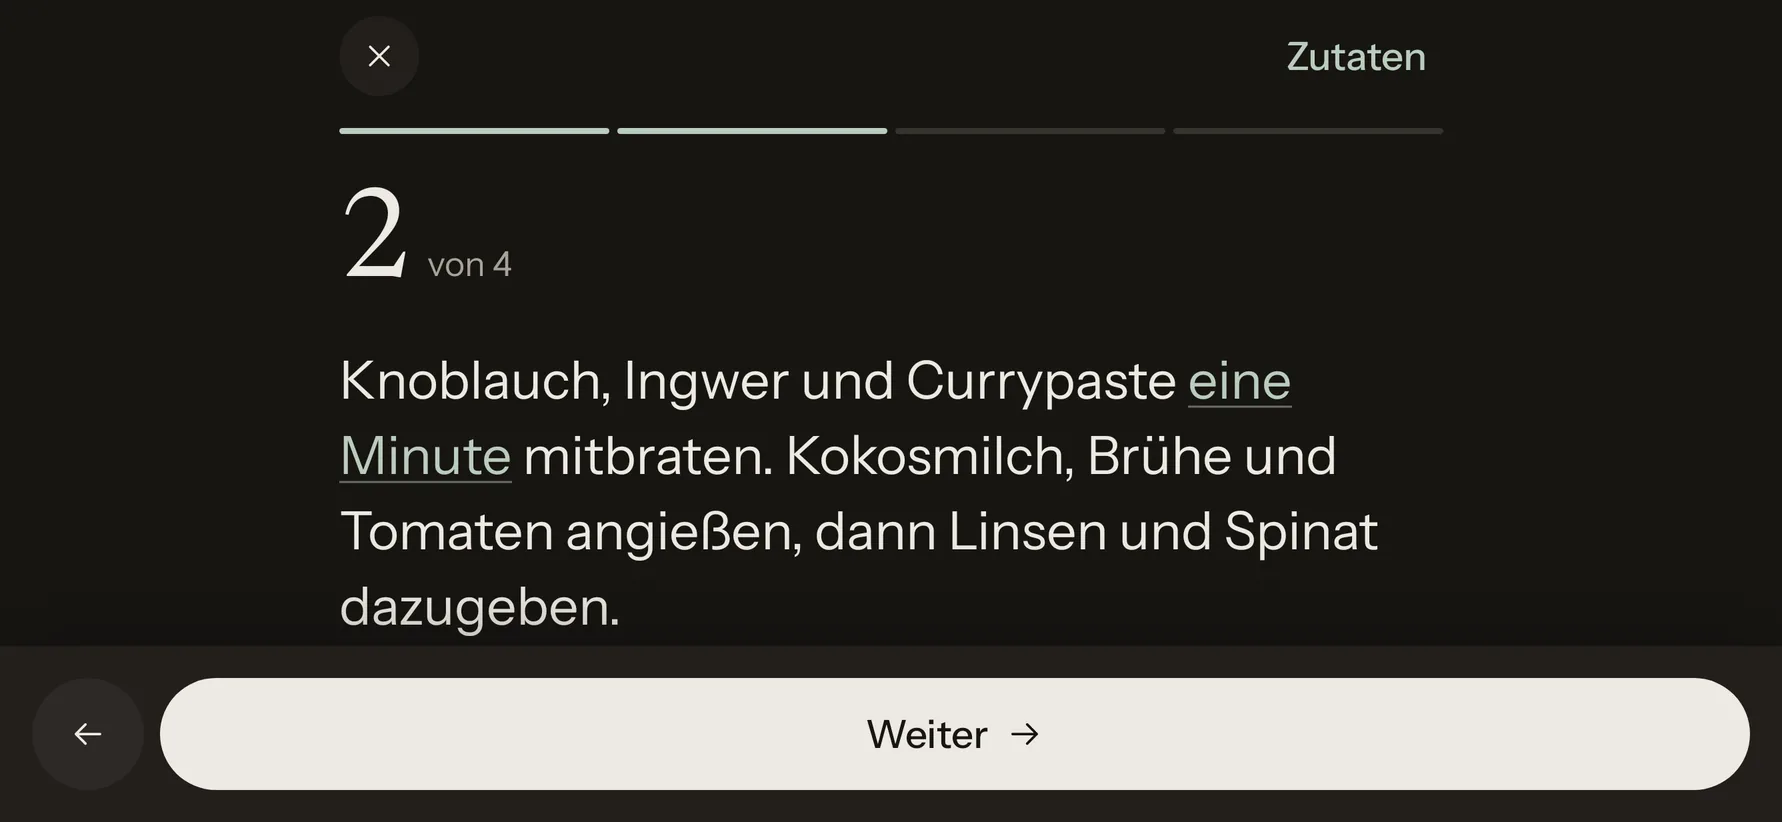 Zutaten
2 von 4
Knoblauch, Ingwer und Currypaste eine
Minute mitbraten. Kokosmilch, Brühe und
Tomaten angießen, dann Linsen und Spinat
dazugeben.
Weiter →